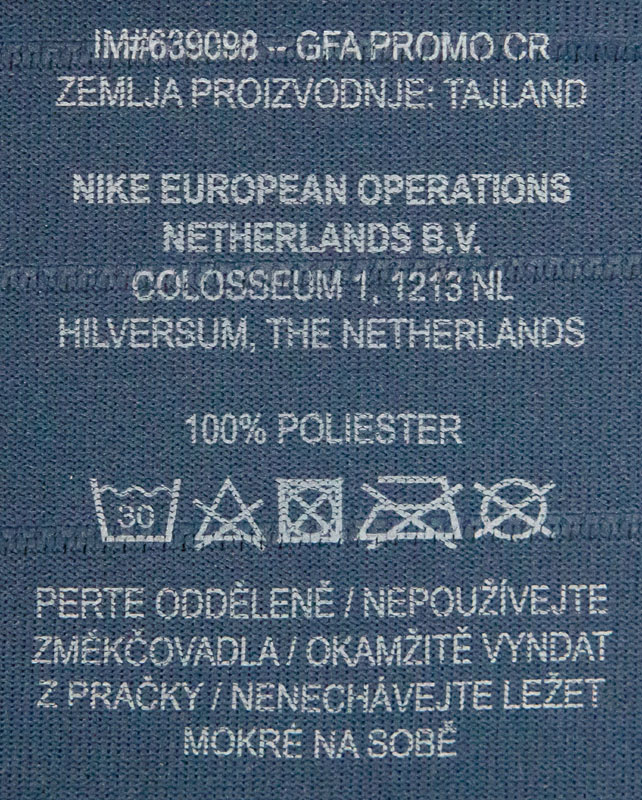 IM#639098 – GFA PROMO CR
ZEMLJA PROIZVODNJE: TAJLAND
NIKE EUROPEAN OPERATIONS
NETHERLANDS B.V.
COLOSSEUM 1, 1213 NL
HILVERSUM, THE NETHERLANDS
100% POLIESTER
30
PERTE ODDĚLENĚ / NEPOUŽÍVEJTE
ZMĚKČOVADLA / OKAMŽITĚ VYNDAT
Z PRAČKY / NENECHÁVEJTE LEŽET
MOKRÉ NA SOBĚ